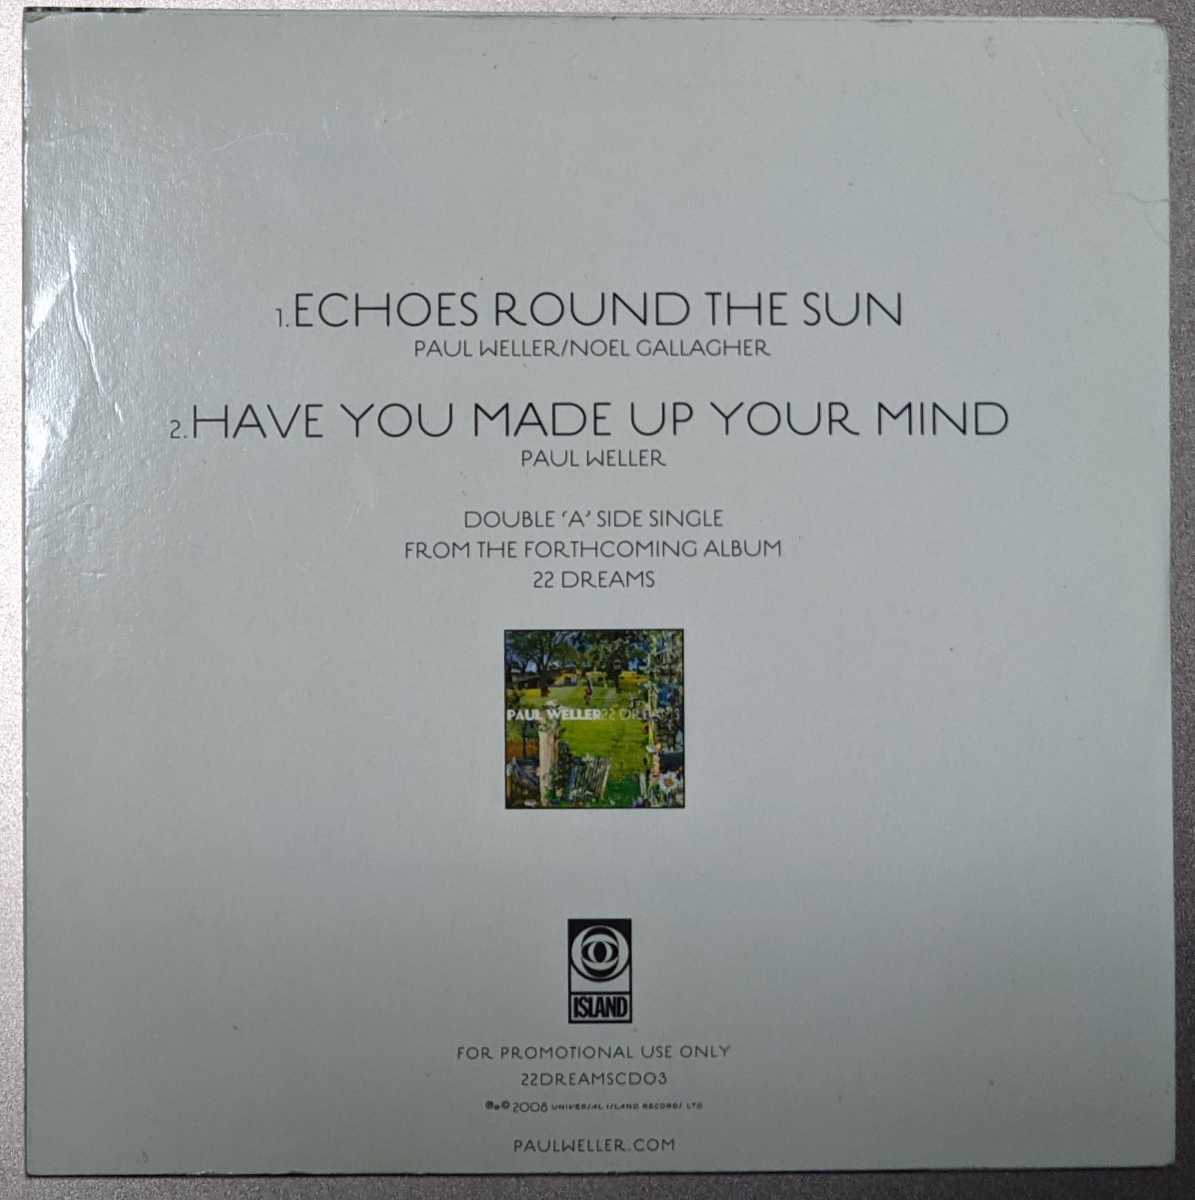 1. ECHOES ROUND THE SUN
PAUL WELLER/NOEL GALLAGHER
2. HAVE YOU MADE UP YOUR MIND
PAUL WELLER
DOUBLE ‘A’ SIDE SINGLE
FROM THE FORTHCOMING ALBUM
22 DREAMS
PAUL WELLER 22 DREAMS
ISLAND
FOR PROMOTIONAL USE ONLY
22DREAMSCD03
℗&© 2008 UNIVERSAL ISLAND RECORDS LTD
PAULWELLER.COM